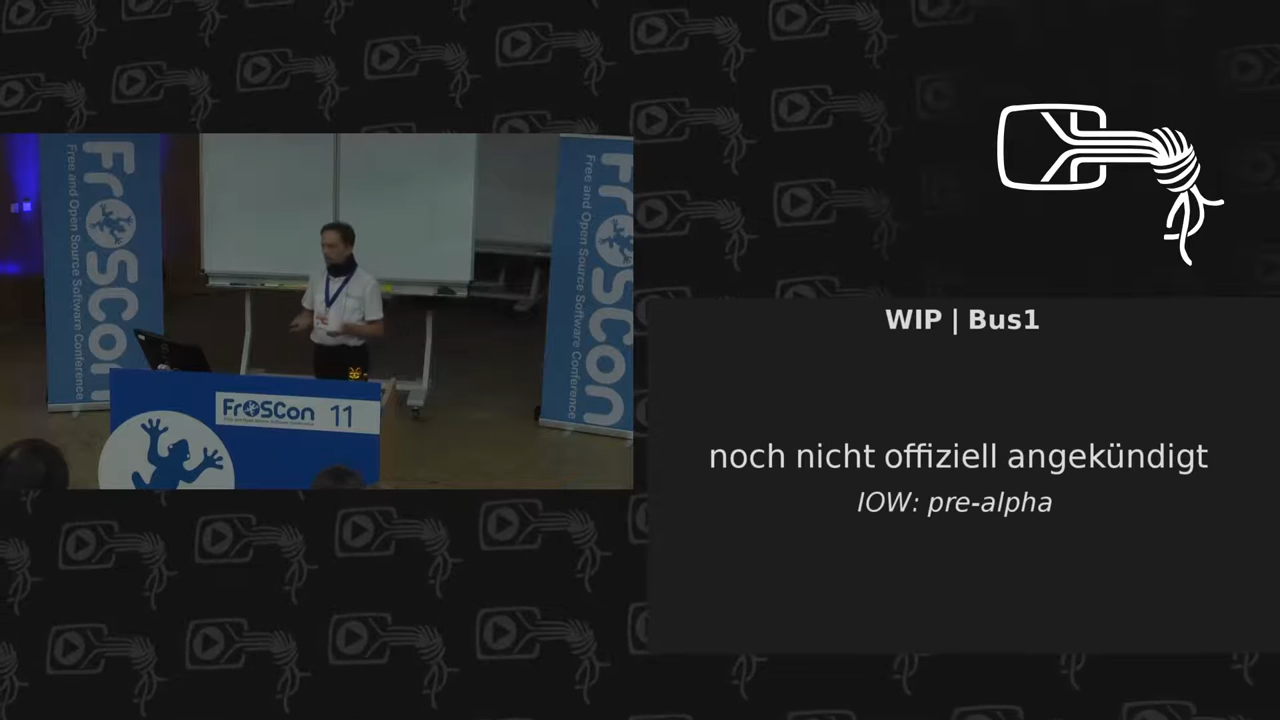 FrOSCon
Free and Open Source Software Conference
FrOSCon
Free and Open Source Software Conference
FrOSCon 11
WIP | Bus1
noch nicht offiziell angekündigt
IOW: pre-alpha